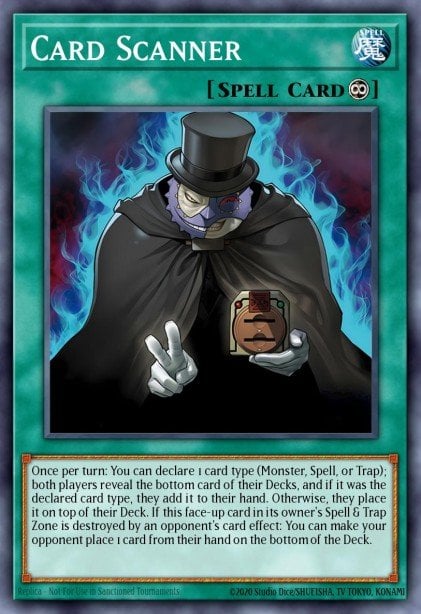 CARD SCANNER
SPELL
魔
[SPELL CARD]
Once per turn: You can declare 1 card type (Monster, Spell, or Trap);
both players reveal the bottom card of their Decks, and if it was the
declared card type, they add it to their hand. Otherwise, they place
it on top of their Deck. If this face-up card in its owner's Spell & Trap
Zone is destroyed by an opponent's card effect: You can make your
opponent place 1 card from their hand on the bottom of the Deck.
Replica - Not For Use in Sanctioned Tournaments
©2020 Studio Dice/SHUEISHA, TV TOKYO, KONAMI